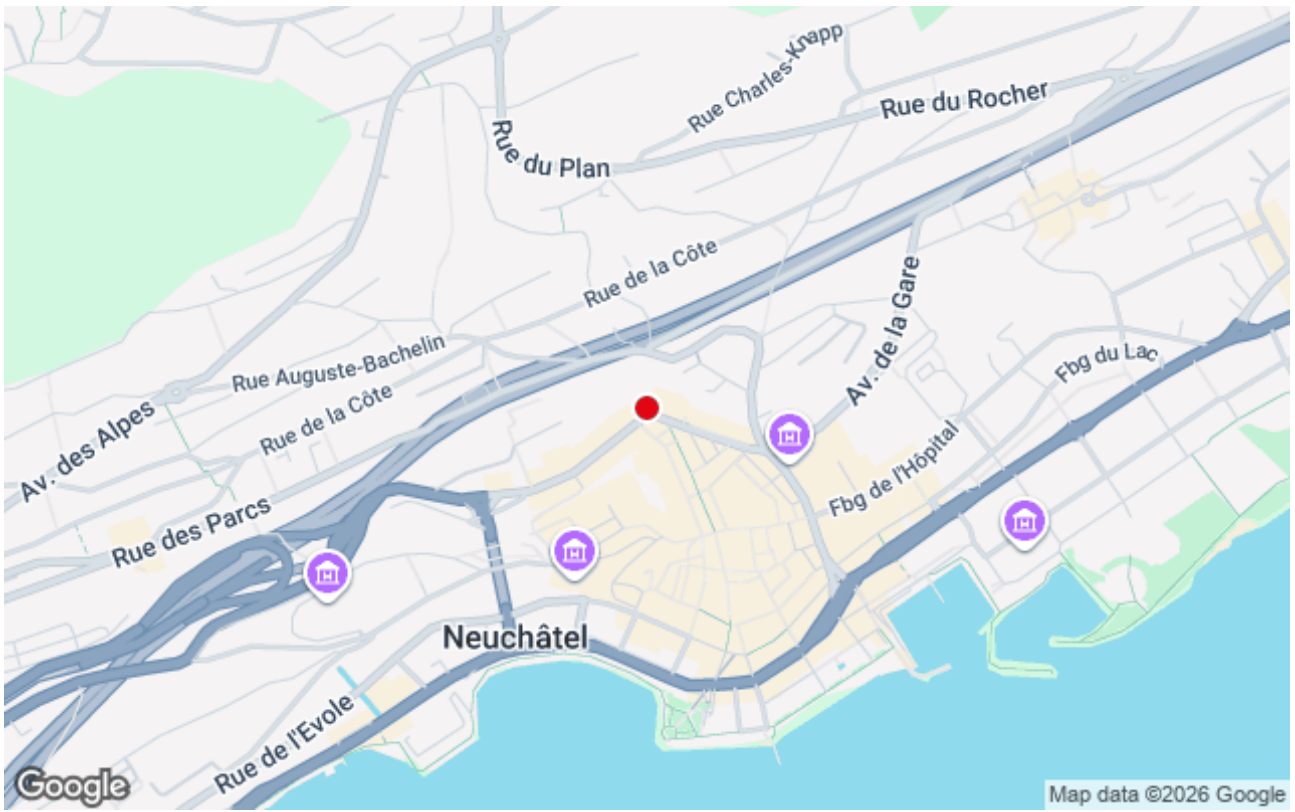 Rue Charles-Knapp
Rue du Rocher
Rue du Plan
Rue de la Côte
Av. de la Gare
Rue Auguste-Bachelin
Fbg du Lac
Rue de la Côte
Av. des Alpes
Fbg de l'Hôpital
Rue des Parcs
Neuchâtel
Rue de l'Evole
Google
Map data ©2026 Google